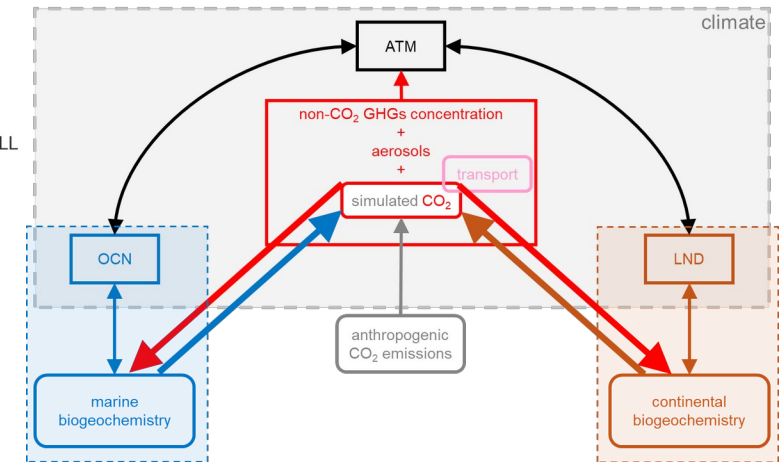 climate
ATM
LL
non-CO₂ GHGs concentration
+
aerosols
+
transport
simulated CO₂
OCN
LND
anthropogenic
CO₂ emissions
marine
biogeochemistry
continental
biogeochemistry